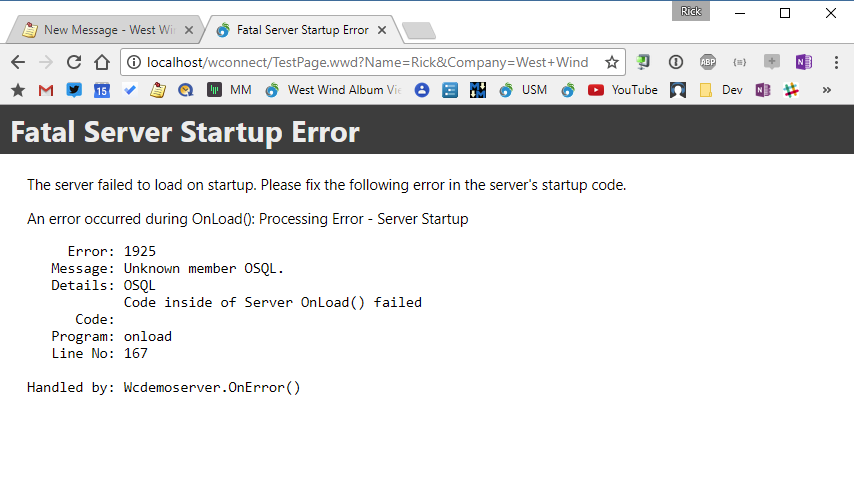 Rick
New Message - West Win
Fatal Server Startup Error
localhost/wconnect/TestPage.wwd?Name=Rick&Company=West+Wind
ABP
MM
West Wind Album Vie
USM
YouTube
Dev
»
Fatal Server Startup Error
The server failed to load on startup. Please fix the following error in the server's startup code.
An error occurred during OnLoad(): Processing Error - Server Startup
Error: 1925
Message: Unknown member OSQL.
Details: OSQL
Code inside of Server OnLoad() failed
Code:
Program: onload
Line No: 167
Handled by: Wcdemoserver.OnError()